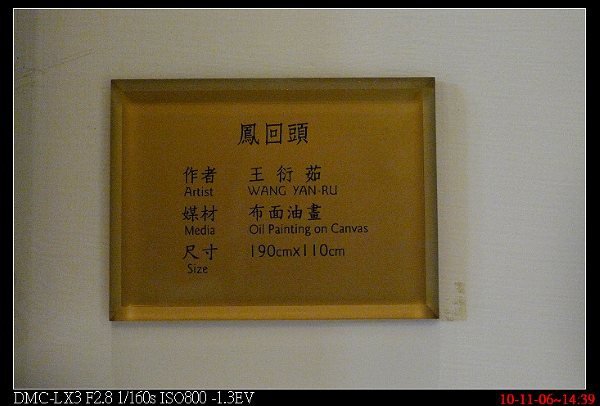 鳳回頭
作者 王衍茹
Artist WANG YAN-RU
媒材 布面油畫
Media Oil Painting on Canvas
尺寸 190cmx110cm
Size
DMC-LX3 F2.8 1/160s ISO800 -1.3EV 10-11-06~14:39